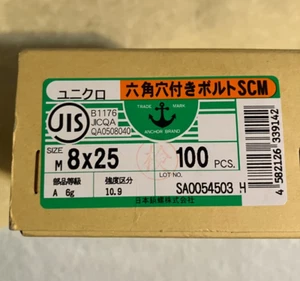 ユニクロ
六角穴付きボルトSCM
JIS
B1176
JICQA
QA0508040
TRADE MARK
ANCHOR BRAND
SIZE
M 8x25
100 PCS.
部品等級
A 6g
強度区分
10.9
LOT NO.
SA0054503 H
日本鋲螺株式会社
4 582126 339142